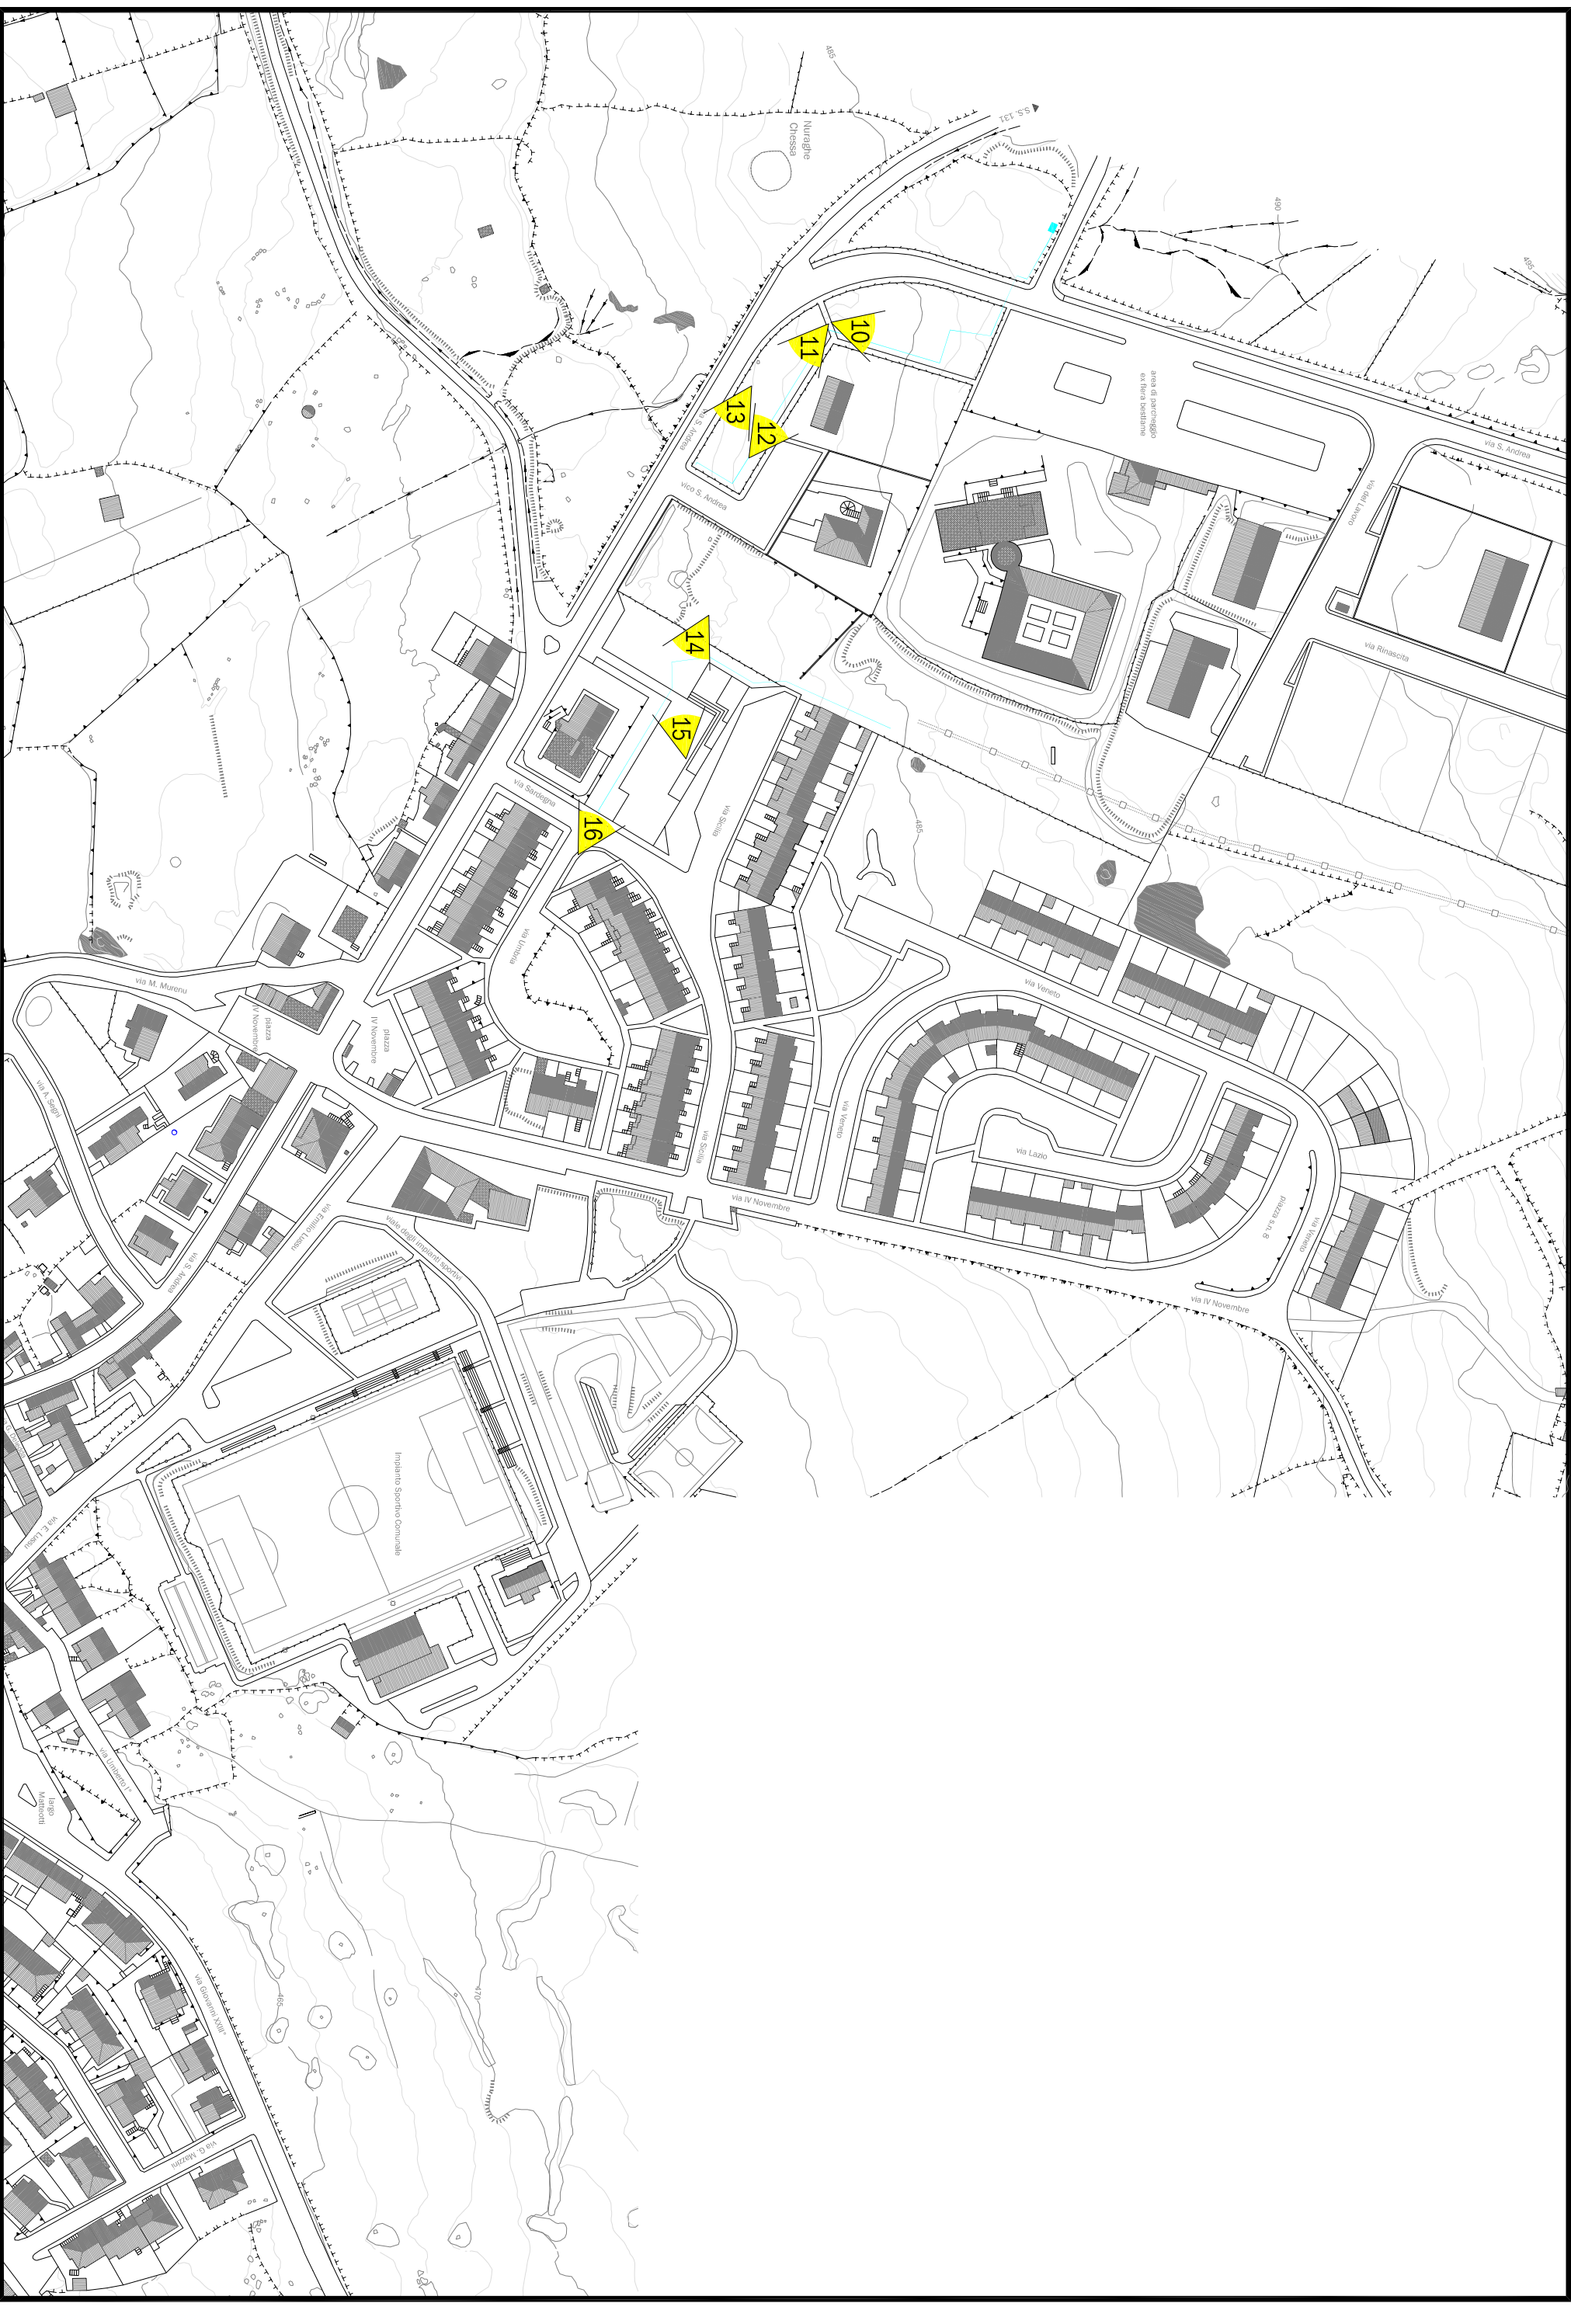 485
S.S. 131
Nuraghe
Chessa
490
495
10
11
13
12
via S. Andrea
vico S. Andrea
area di parcheggio
ex fiera bestiame
via S. Andrea
via del Lavoro
via Rinascita
14
15
16
via Sardegna
via Sicilia
485
via Umbria
via Veneto
via M. Murenu
piazza
IV Novembre
piazza
IV Novembre
via A. Segni
via Veneto
via Sicilia
via Lazio
via IV Novembre
piazza s.n. 6
via Veneto
via IV Novembre
via Emilio Lussu
viale degli impianti sportivi
via S. Andrea
Impianto Sportivo Comunale
via E. Lussu
via Umberto I°
largo
Matteotti
via Giovanni XXIII°
465
470
via G. Mazzini